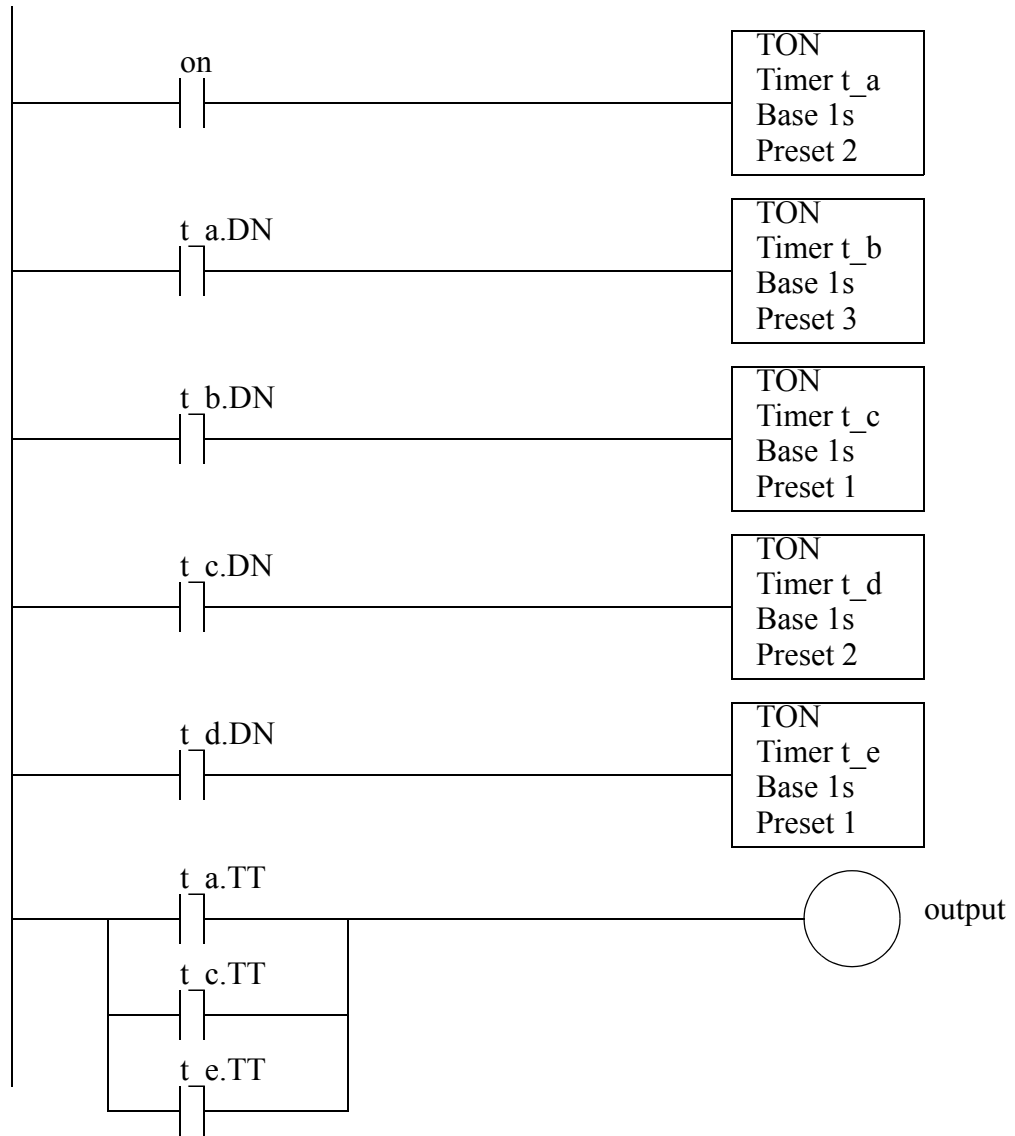 on
TON
Timer t_a
Base 1s
Preset 2
t_a.DN
TON
Timer t_b
Base 1s
Preset 3
t_b.DN
TON
Timer t_c
Base 1s
Preset 1
t_c.DN
TON
Timer t_d
Base 1s
Preset 2
t_d.DN
TON
Timer t_e
Base 1s
Preset 1
t_a.TT
output
t_c.TT
t_e.TT